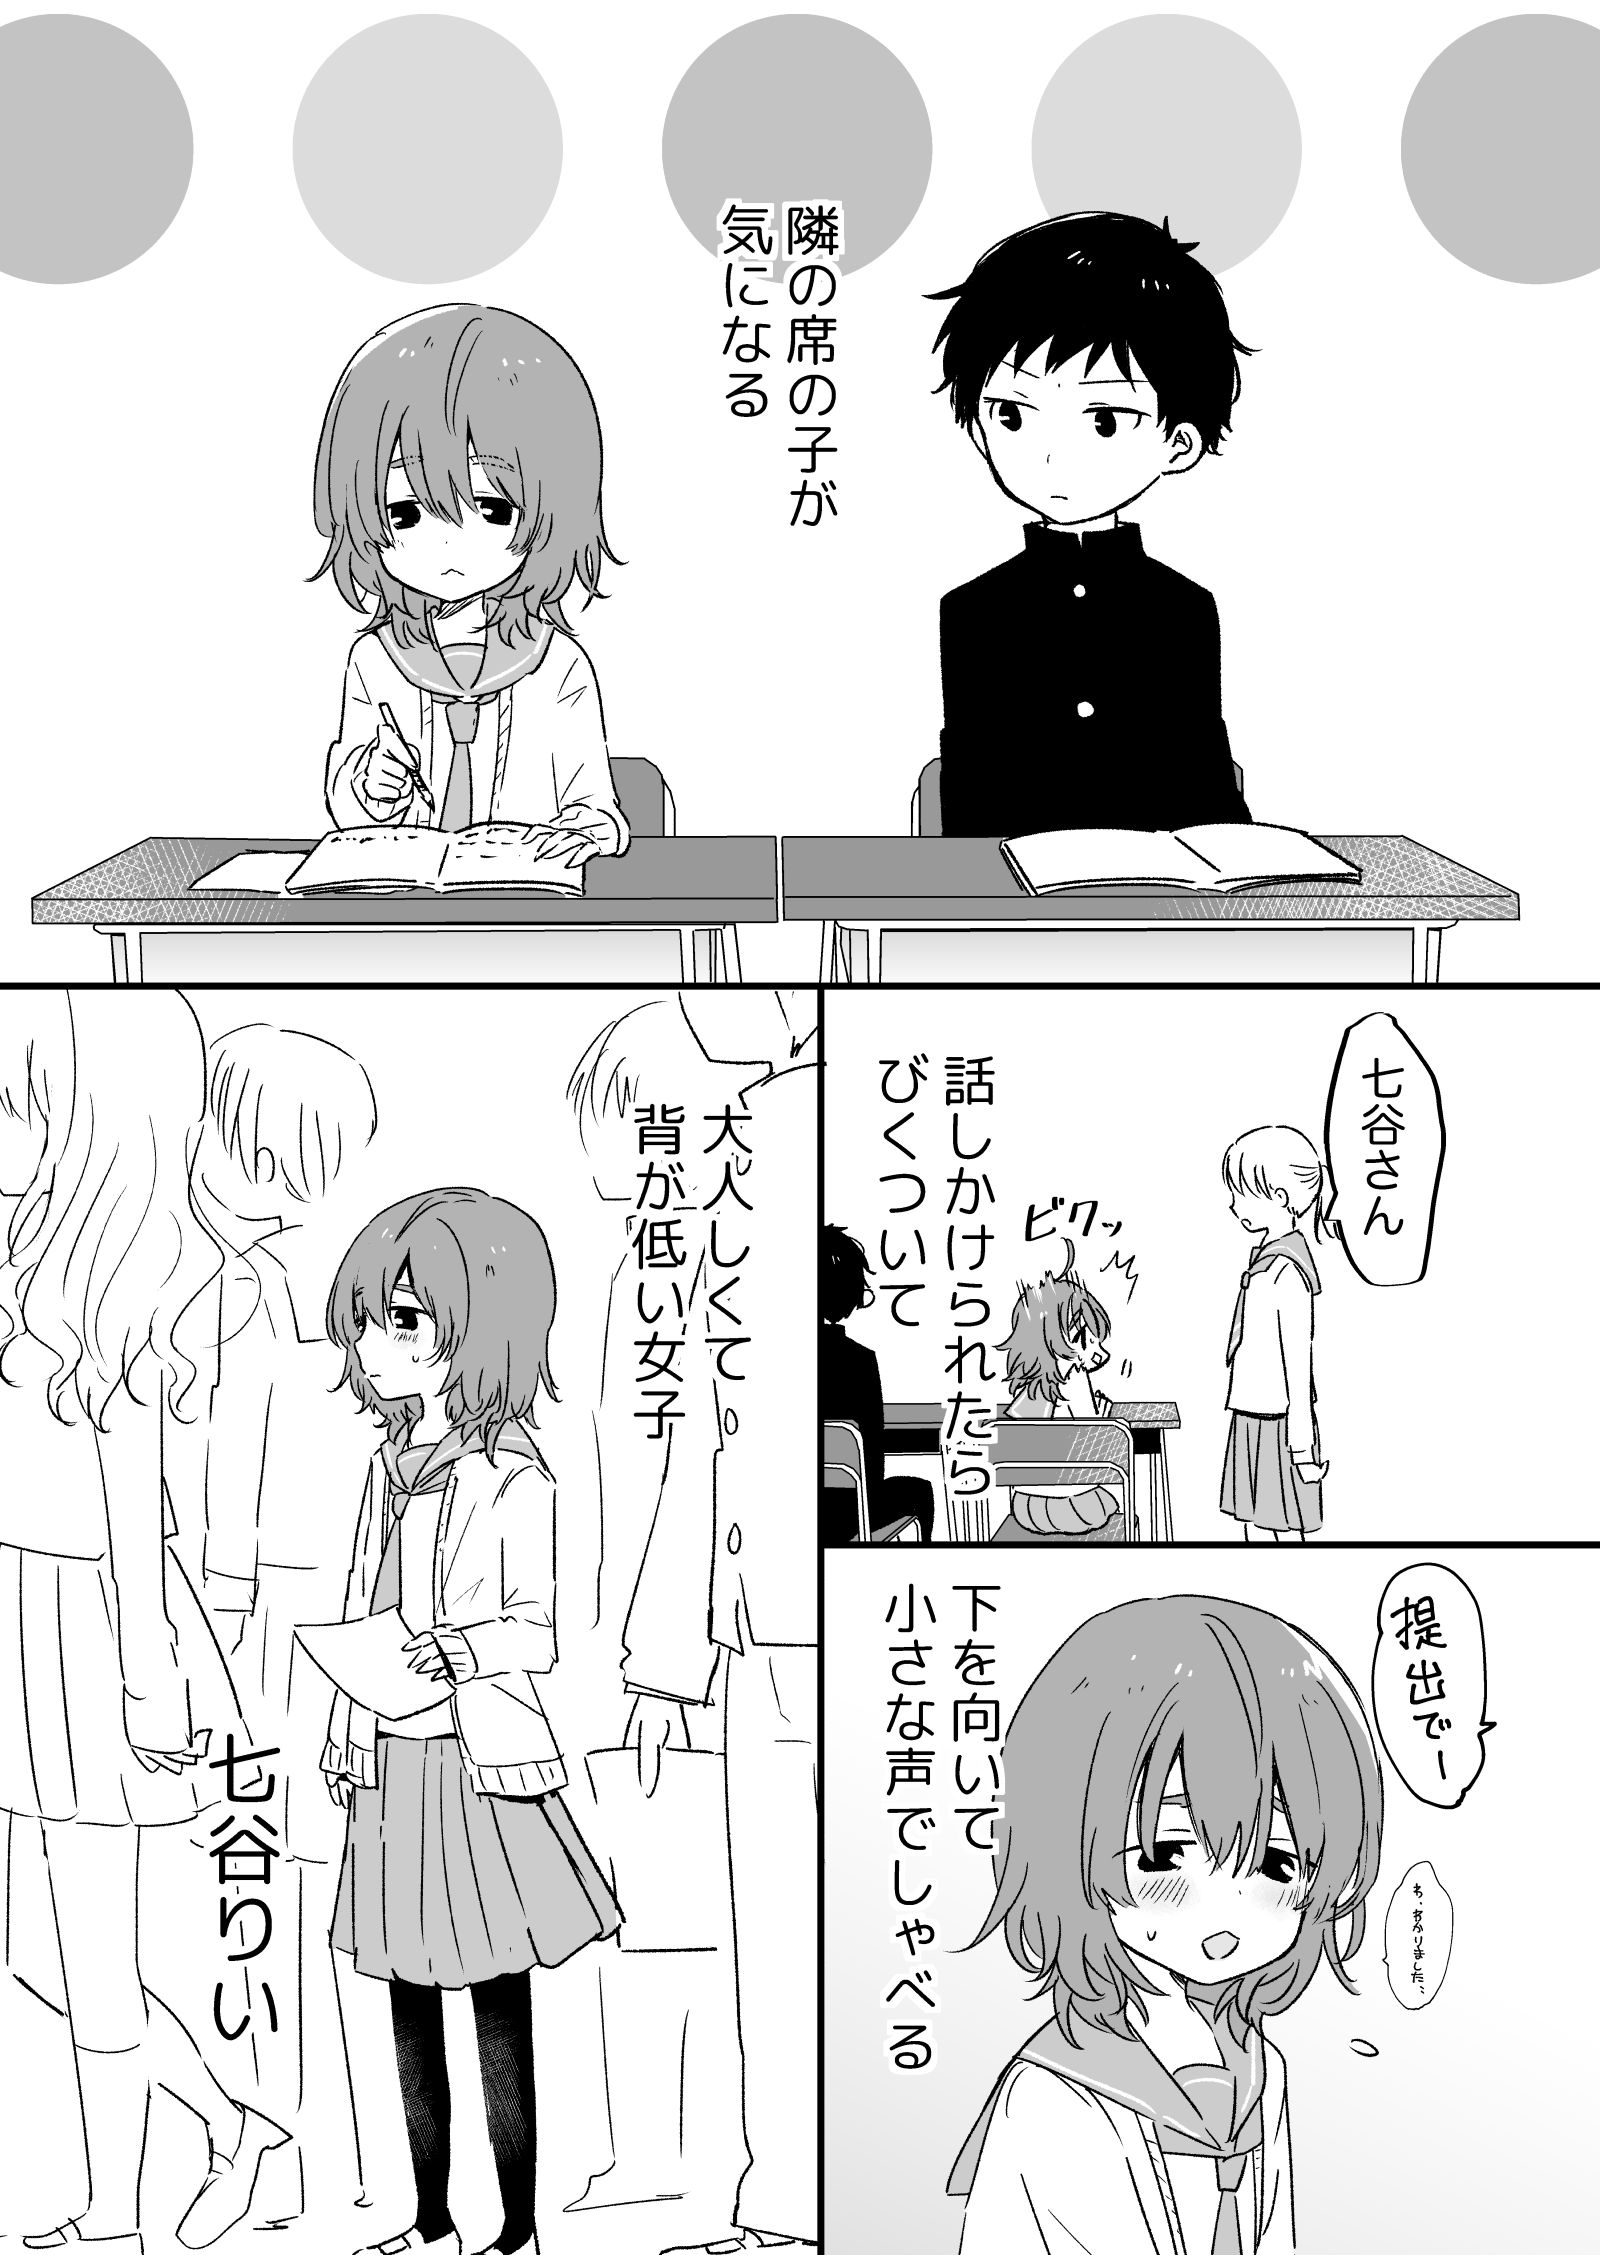 隣の席の子が
気になる
七谷さん
ビクッ
話しかけられたら
びくついて
提出でー
わ、わかりました、、
下を向いて
小さな声でしゃべる
大人しくて
背が低い女子
七谷りい